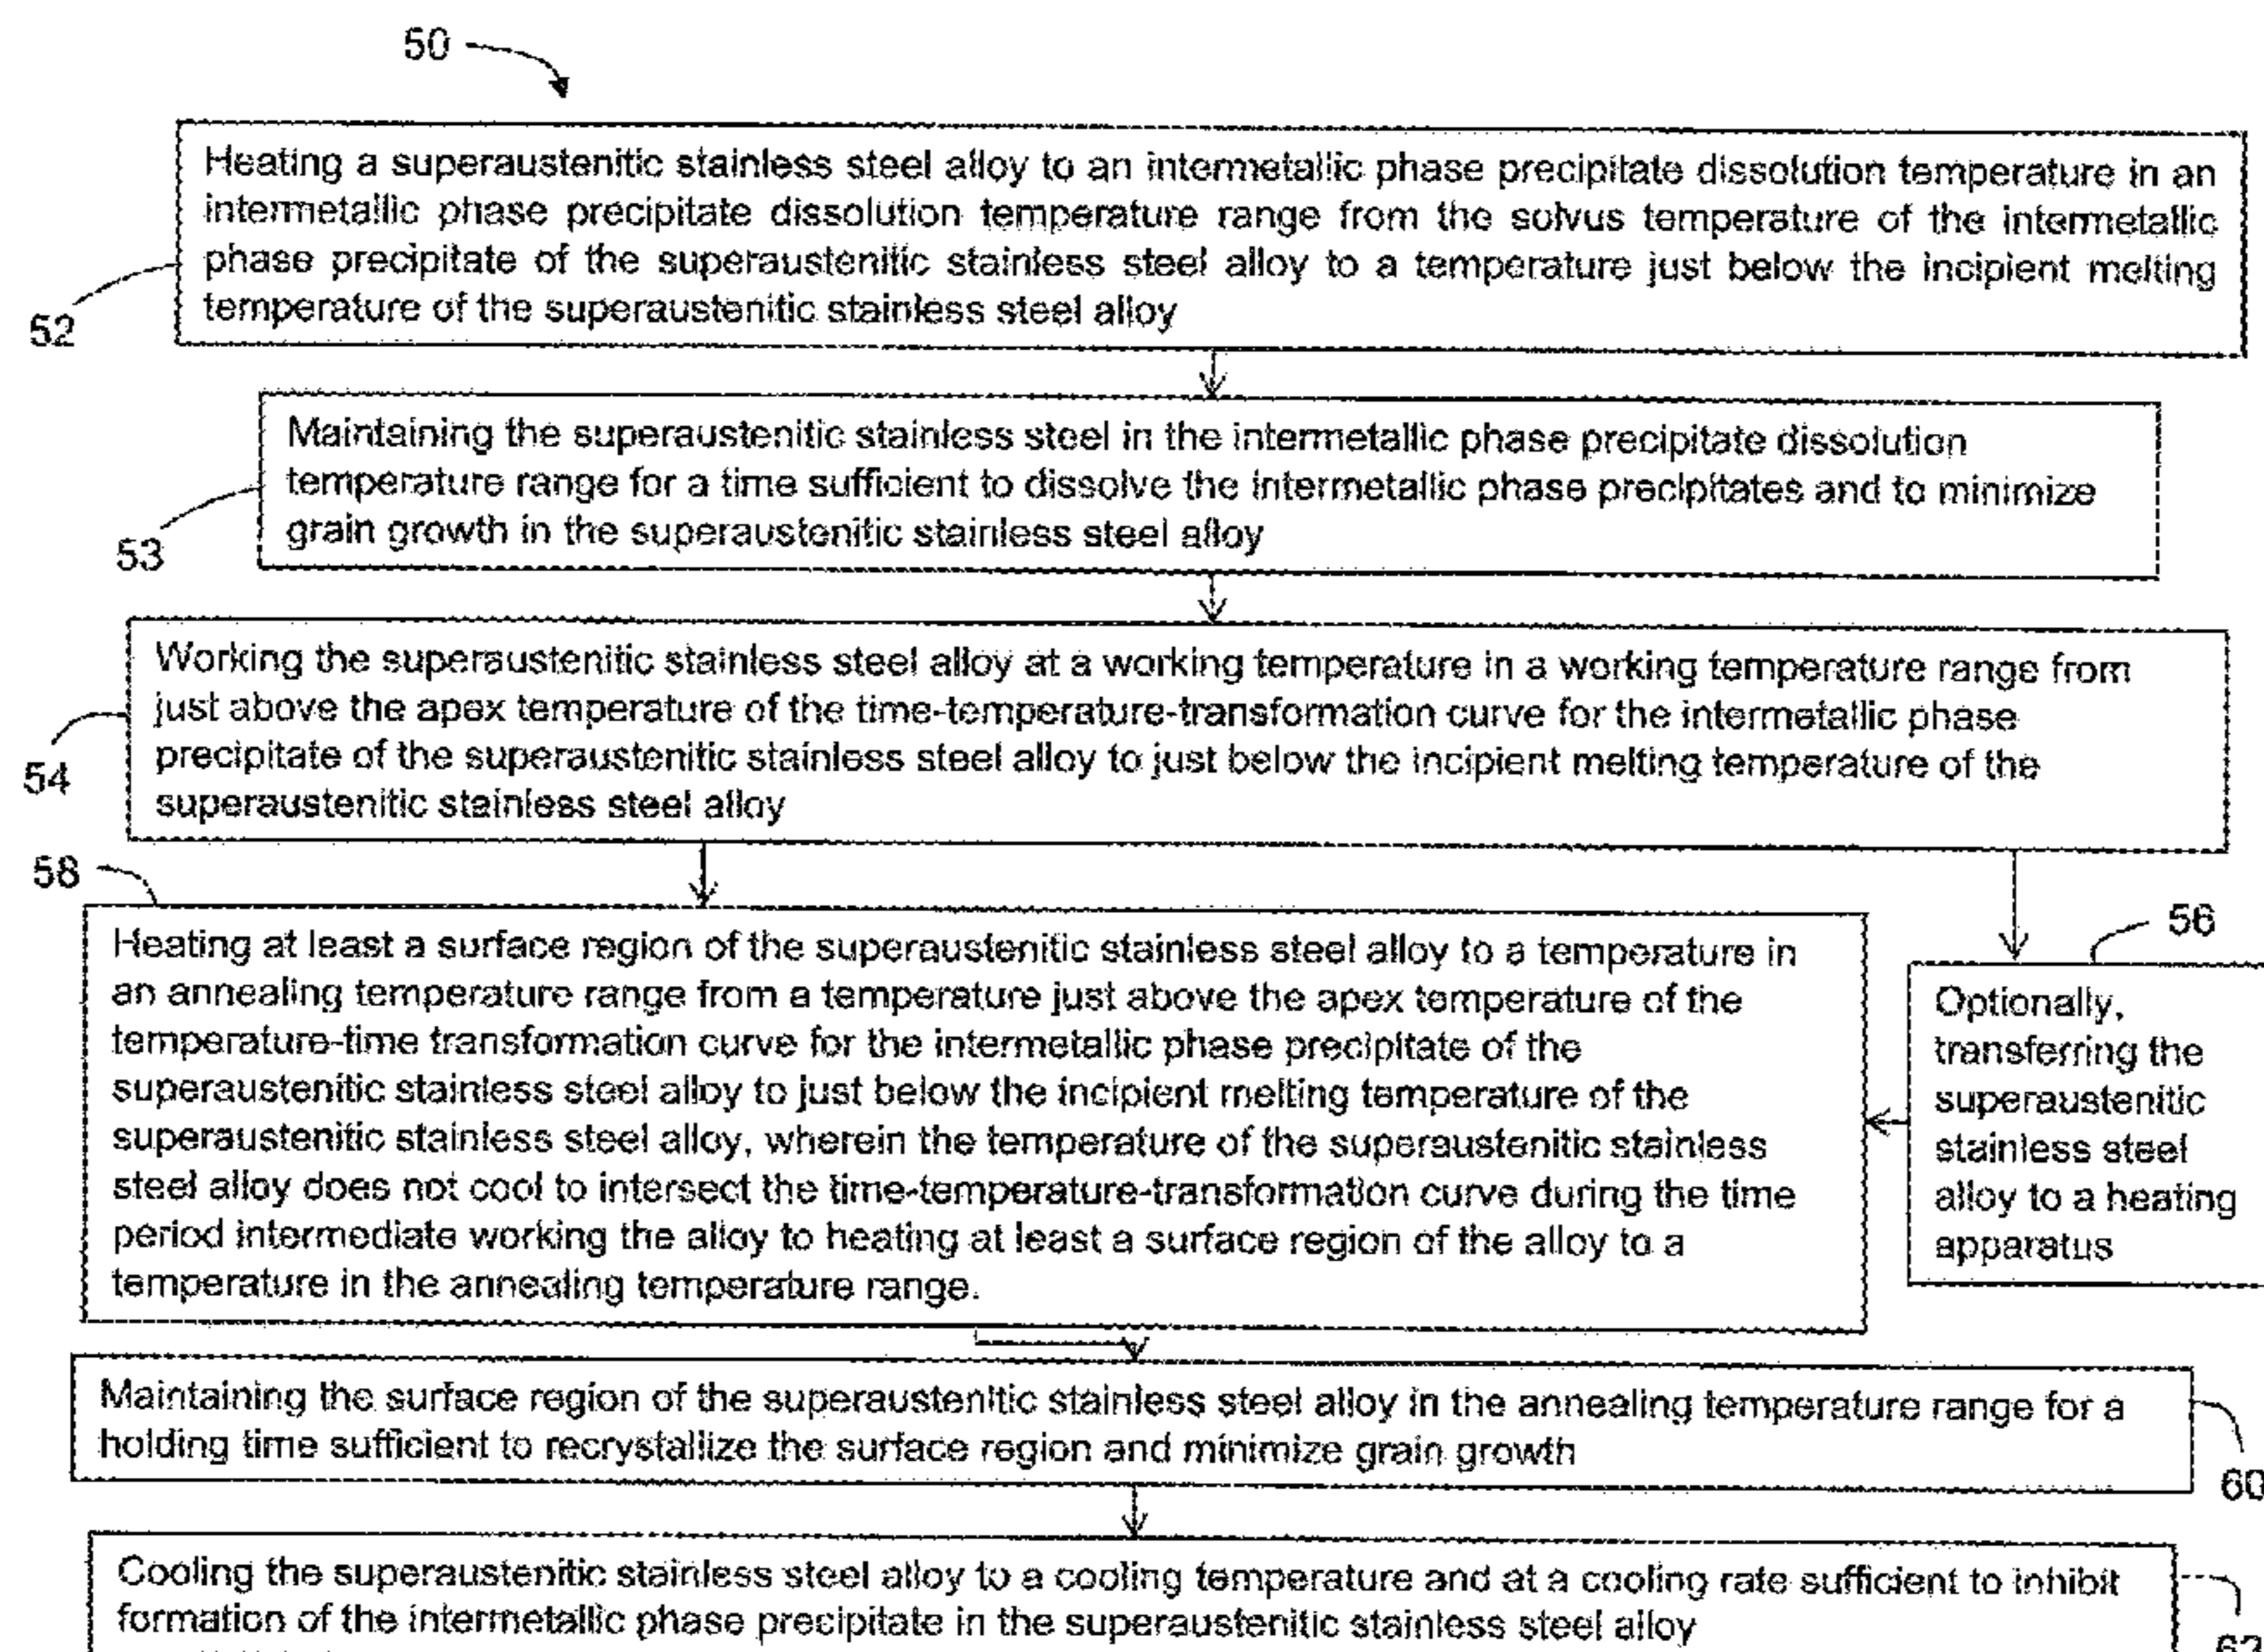 50
Heating a superaustenitic stainless steel alloy to an intermetallic phase precipitate dissolution temperature in an
intermetallic phase precipitate dissolution temperature range from the solvus temperature of the intermetallic
phase precipitate of the superaustenitic stainless steel alloy to a temperature just below the incipient melting
temperature of the superaustenitic stainless steel alloy
52
Maintaining the superaustenitic stainless steel in the intermetallic phase precipitate dissolution
temperature range for a time sufficient to dissolve the intermetallic phase precipitates and to minimize
grain growth in the superaustenitic stainless steel alloy
53
Working the superaustenitic stainless steel alloy at a working temperature in a working temperature range from
just above the apex temperature of the time-temperature-transformation curve for the intermetallic phase
precipitate of the superaustenitic stainless steel alloy to just below the incipient melting temperature of the
superaustenitic stainless steel alloy
54
58
Heating at least a surface region of the superaustenitic stainless steel alloy to a temperature in
an annealing temperature range from a temperature just above the apex temperature of the
temperature-time transformation curve for the intermetallic phase precipitate of the
superaustenitic stainless steel alloy to just below the incipient melting temperature of the
superaustenitic stainless steel alloy, wherein the temperature of the superaustenitic stainless
steel alloy does not cool to intersect the time-temperature-transformation curve during the time
period intermediate working the alloy to heating at least a surface region of the alloy to a
temperature in the annealing temperature range.
56
Optionally,
transferring the
superaustenitic
stainless steel
alloy to a heating
apparatus
Maintaining the surface region of the superaustenitic stainless steel alloy in the annealing temperature range for a
holding time sufficient to recrystallize the surface region and minimize grain growth
60
Cooling the superaustenitic stainless steel alloy to a cooling temperature and at a cooling rate sufficient to inhibit
formation of the intermetallic phase precipitate in the superaustenitic stainless steel alloy
62